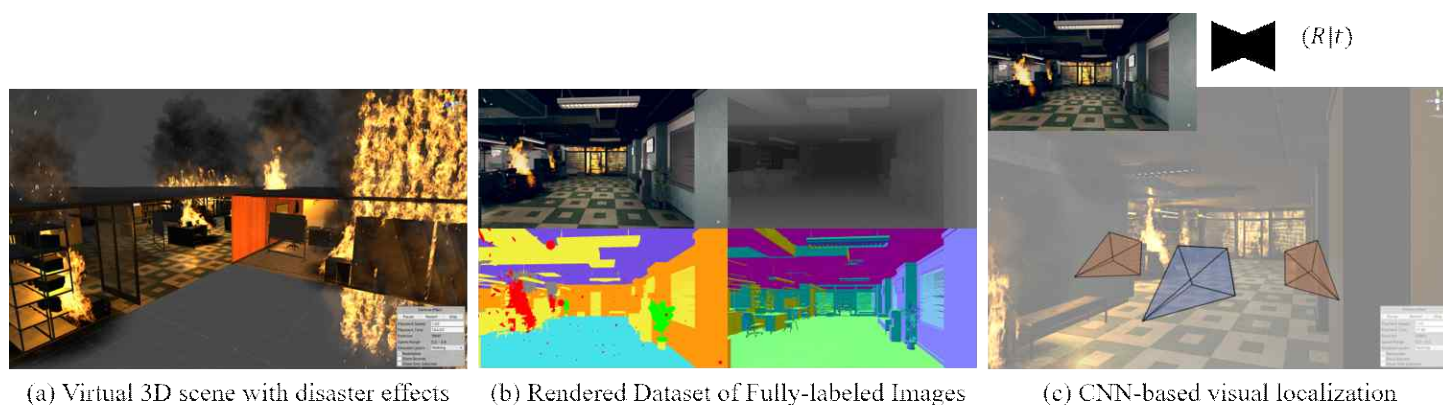 (R|t)
(a) Virtual 3D scene with disaster effects
(b) Rendered Dataset of Fully-labeled Images
(c) CNN-based visual localization